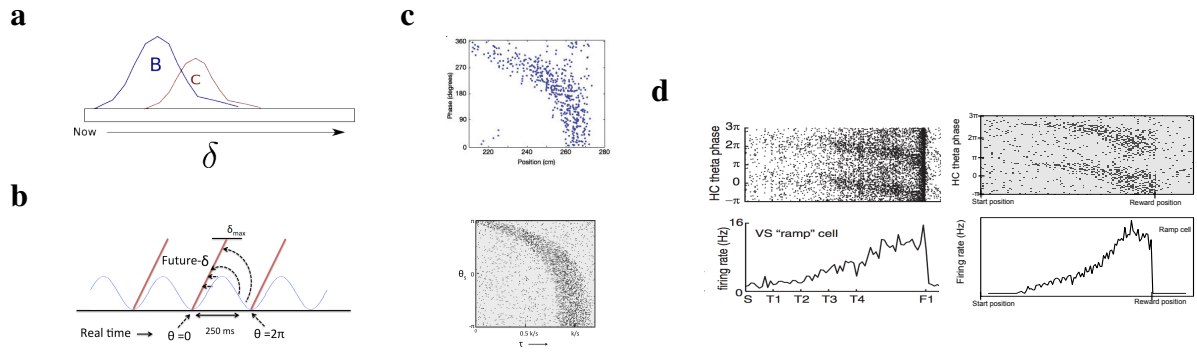 a
B
C
Now
δ
b
δmax
Future-δ
Real time
θ =0
250 ms
θ =2π
c
360
270
180
90
0
Phase (degrees)
220
240
260
280
Position (cm)
π
θs
0
-π
0
0.5 k/s
k/s
τ
d
3π
2π
π
0
−π
HC theta phase
16
0
firing rate (Hz)
VS "ramp" cell
S
T1
T2
T3
T4
F1
3π
2π
π
0
-π
HC theta phase
Start position
Reward position
Firing rate (Hz)
Ramp cell
Start position
Reward position